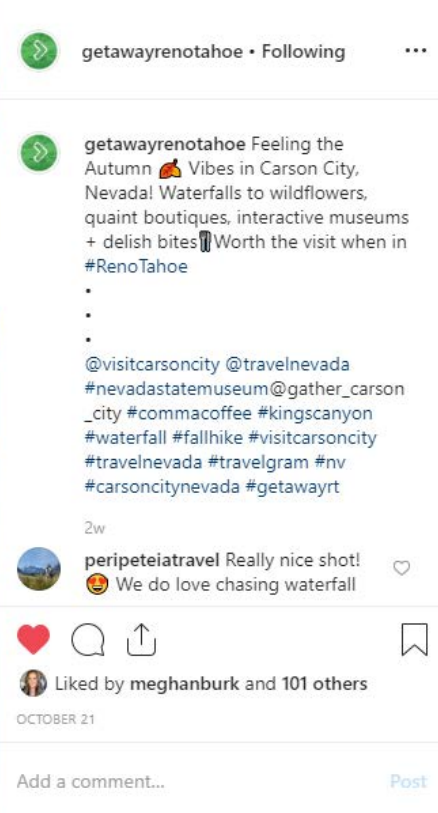 getawayrenotahoe • Following
getawayrenotahoe Feeling the
Autumn 🍂 Vibes in Carson City,
Nevada! Waterfalls to wildflowers,
quaint boutiques, interactive museums
+ delish bites🍴Worth the visit when in
#RenoTahoe
•
•
•
@visitcarsoncity @travelnevada
#nevadastatemuseum@gather_carson
_city #commacoffee #kingscanyon
#waterfall #fallhike #visitcarsoncity
#travelnevada #travelgram #nv
#carsoncitynevada #getawayrt
2w
peripeteiatravel Really nice shot!
😍 We do love chasing waterfall
Liked by meghanburk and 101 others
OCTOBER 21
Add a comment... Post